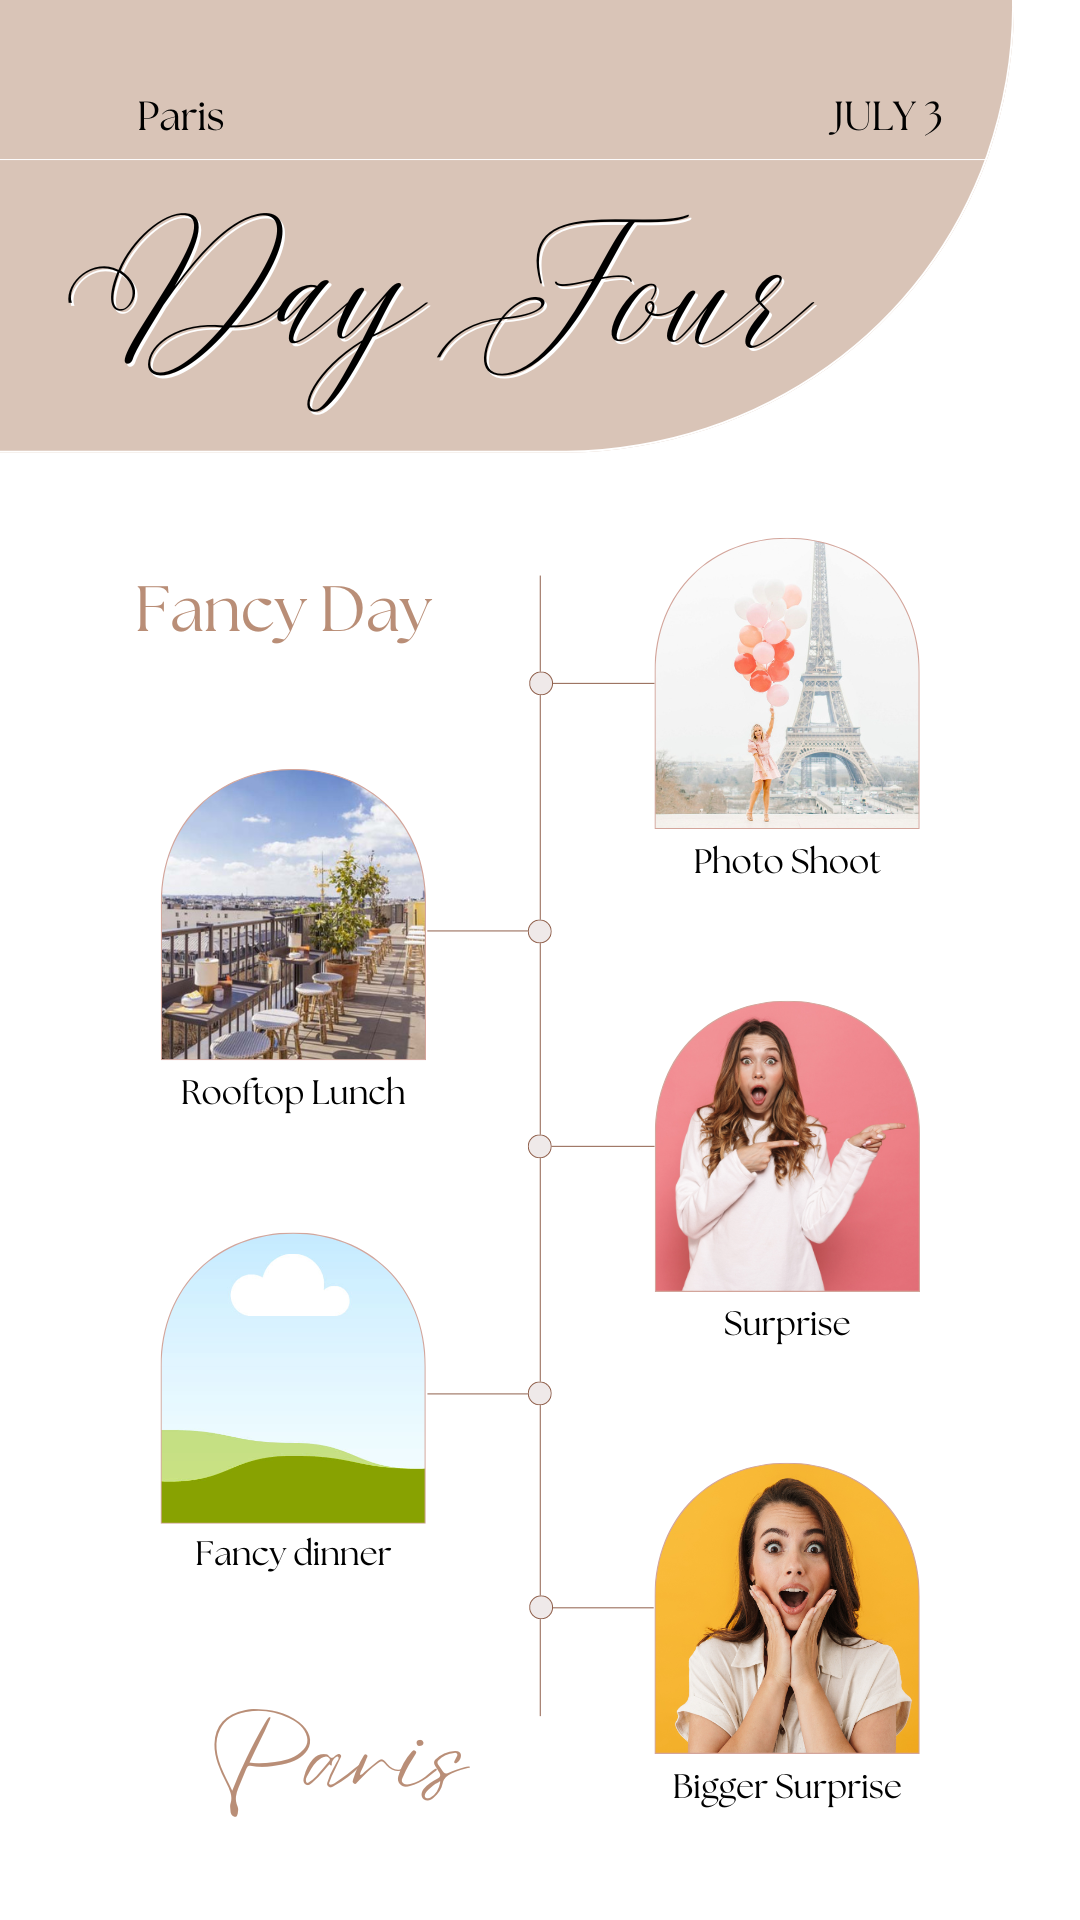 Paris
JULY 3
Day Four
Fancy Day
Photo Shoot
Rooftop Lunch
Surprise
Fancy dinner
Bigger Surprise
Paris